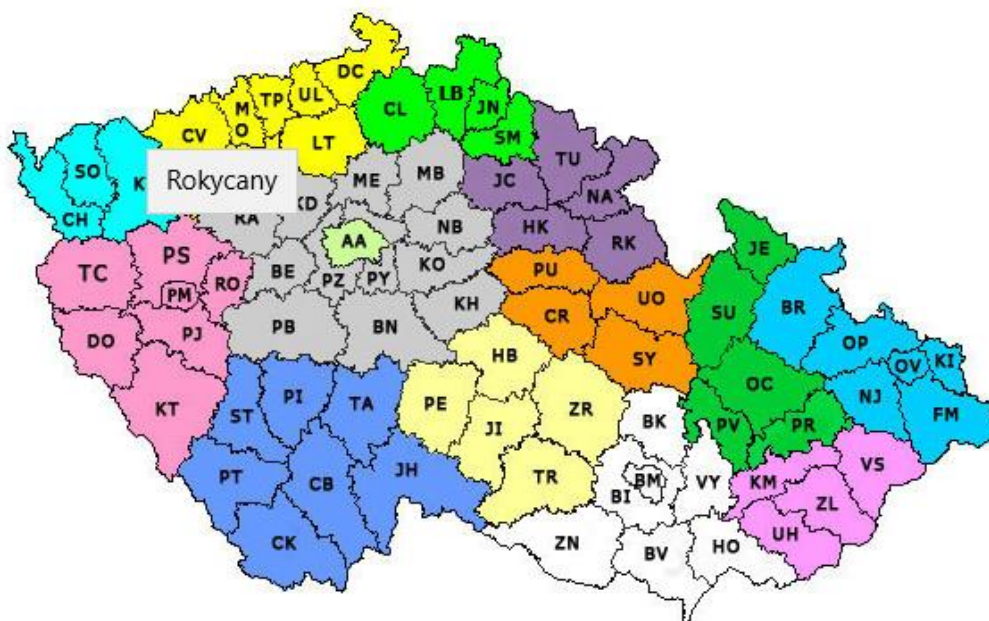 DC
UL
TP
M
O
CV
LT
CL
LB
JN
SM
SO
K
CH
Rokycany
RA
KD
ME
MB
JC
TU
NA
HK
RK
AA
NB
BE
PZ
PY
KO
KH
TC
PS
PM
RO
PU
UO
CR
SY
JE
SU
BR
OP
OV
KI
DO
PJ
PB
BN
HB
OC
NJ
FM
KT
ST
PI
TA
PE
JI
ZR
BK
PV
PR
VS
PT
CB
JH
TR
BI
BM
VY
KM
ZL
CK
ZN
BV
HO
UH